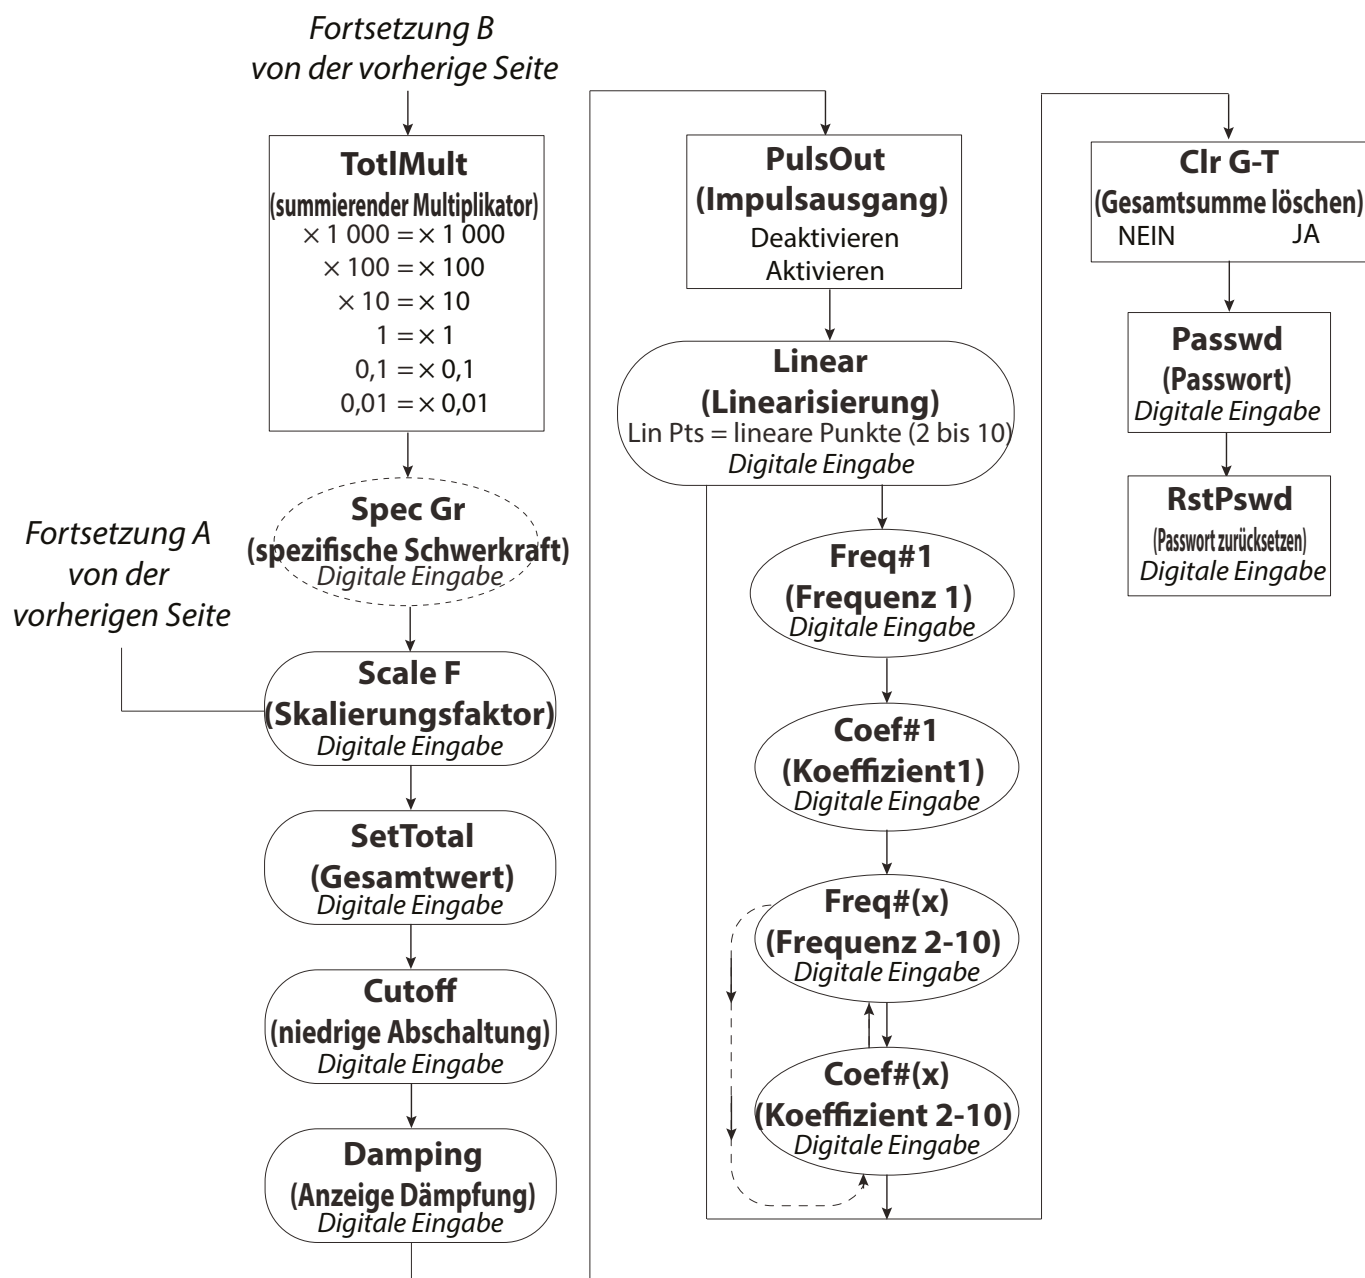 Fortsetzung B
von der vorherige Seite
TotlMult
(summierender Multiplikator)
× 1 000 = × 1 000
× 100 = × 100
× 10 = × 10
1 = × 1
0,1 = × 0,1
0,01 = × 0,01
Spec Gr
(spezifische Schwerkraft)
Digitale Eingabe
Fortsetzung A
von der
vorherigen Seite
Scale F
(Skalierungsfaktor)
Digitale Eingabe
SetTotal
(Gesamtwert)
Digitale Eingabe
Cutoff
(niedrige Abschaltung)
Digitale Eingabe
Damping
(Anzeige Dämpfung)
Digitale Eingabe
PulsOut
(Impulsausgang)
Deaktivieren
Aktivieren
Linear
(Linearisierung)
Lin Pts = lineare Punkte (2 bis 10)
Digitale Eingabe
Freq#1
(Frequenz 1)
Digitale Eingabe
Coef#1
(Koeffizient1)
Digitale Eingabe
Freq#(x)
(Frequenz 2-10)
Digitale Eingabe
Coef#(x)
(Koeffizient 2-10)
Digitale Eingabe
Clr G-T
(Gesamtsumme löschen)
NEIN JA
Passwd
(Passwort)
Digitale Eingabe
RstPswd
(Passwort zurücksetzen)
Digitale Eingabe